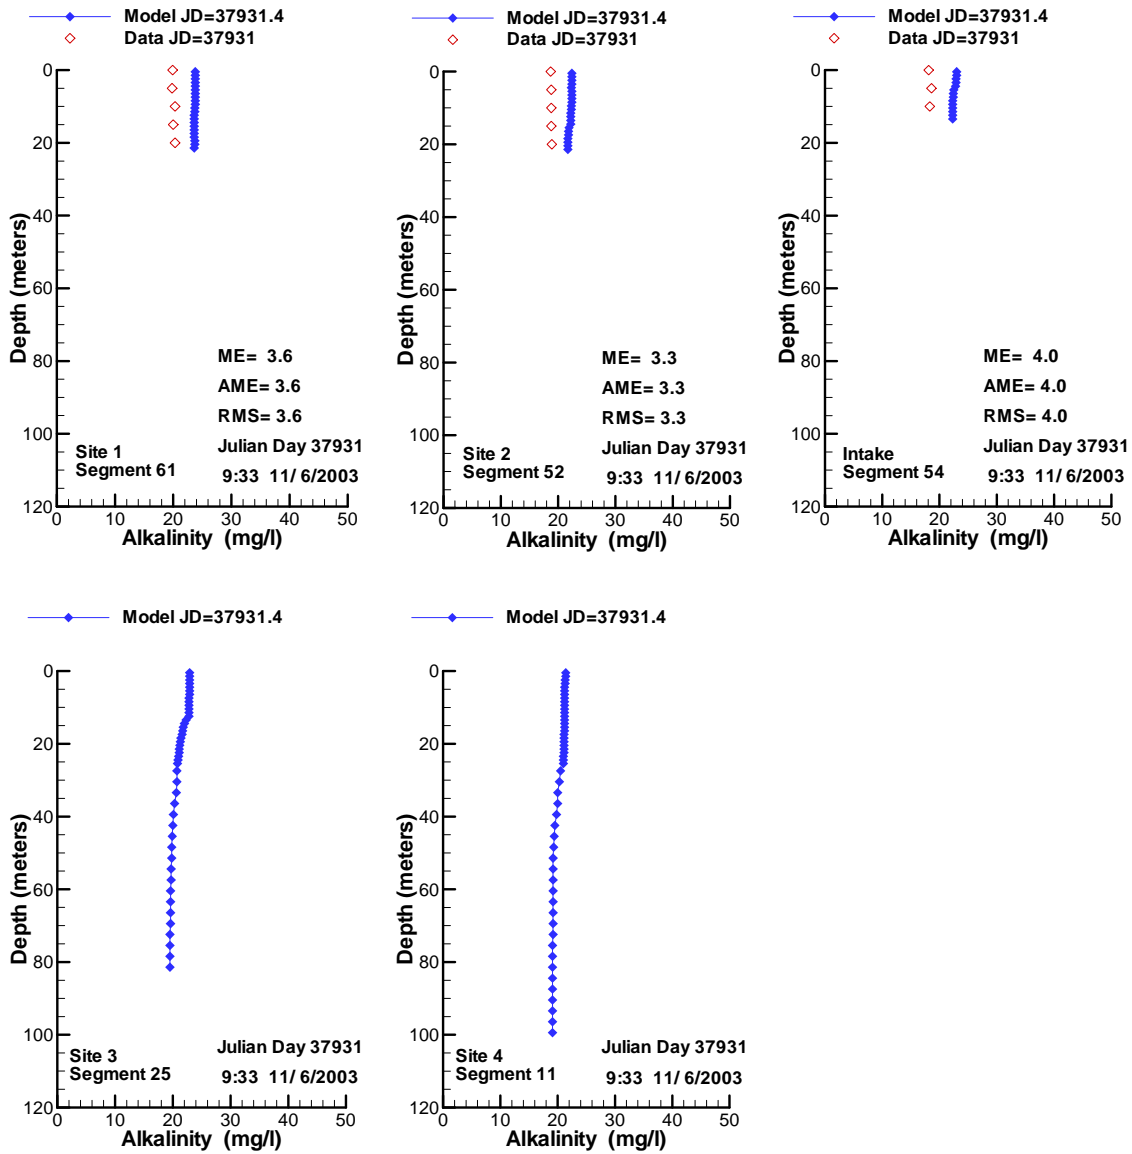 Model JD=37931.4
Data JD=37931
0
20
40
60
80
100
120
Depth (meters)
ME= 3.6
AME= 3.6
RMS= 3.6
Site 1
Segment 61
Julian Day 37931
9:33 11/ 6/2003
0 10 20 30 40 50
Alkalinity (mg/l)
Model JD=37931.4
Data JD=37931
0
20
40
60
80
100
120
Depth (meters)
ME= 3.3
AME= 3.3
RMS= 3.3
Site 2
Segment 52
Julian Day 37931
9:33 11/ 6/2003
0 10 20 30 40 50
Alkalinity (mg/l)
Model JD=37931.4
Data JD=37931
0
20
40
60
80
100
120
Depth (meters)
ME= 4.0
AME= 4.0
RMS= 4.0
Intake
Segment 54
Julian Day 37931
9:33 11/ 6/2003
0 10 20 30 40 50
Alkalinity (mg/l)
Model JD=37931.4
0
20
40
60
80
100
120
Depth (meters)
Site 3
Segment 25
Julian Day 37931
9:33 11/ 6/2003
0 10 20 30 40 50
Alkalinity (mg/l)
Model JD=37931.4
0
20
40
60
80
100
120
Depth (meters)
Site 4
Segment 11
Julian Day 37931
9:33 11/ 6/2003
0 10 20 30 40 50
Alkalinity (mg/l)